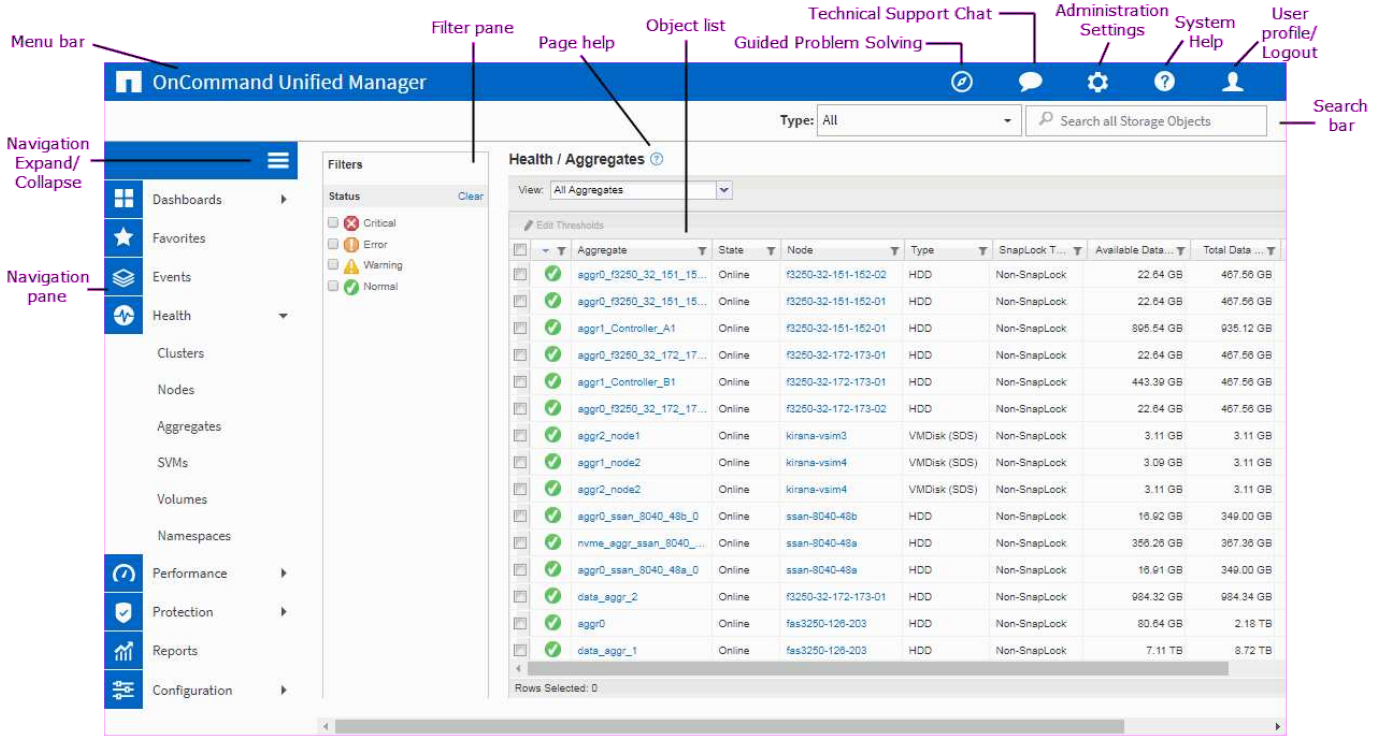 Menu bar
Filter pane
Page help
Object list
Technical Support Chat
Guided Problem Solving
Administration
Settings
System
Help
User
profile/
Logout
OnCommand Unified Manager
Type: All
Search all Storage Objects
Search
bar
Navigation
Expand/
Collapse
Navigation
pane
Dashboards
Favorites
Events
Health
Clusters
Nodes
Aggregates
SVMs
Volumes
Namespaces
Performance
Protection
Reports
Configuration
Filters
Status Clear
Critical
Error
Warning
Normal
Health / Aggregates ?
View: All Aggregates
Edit Thresholds
Aggregate State Node Type SnapLock T... Available Data... Total Data ...
aggr0_f3250_32_151_15... Online f3250-32-151-152-02 HDD Non-SnapLock 22.64 GB 467.56 GB
aggr0_f3250_32_151_15... Online f3250-32-151-152-01 HDD Non-SnapLock 22.64 GB 467.56 GB
aggr1_Controller_A1 Online f3250-32-151-152-01 HDD Non-SnapLock 895.54 GB 935.12 GB
aggr0_f3250_32_172_17... Online f3250-32-172-173-01 HDD Non-SnapLock 22.64 GB 467.56 GB
aggr1_Controller_B1 Online f3250-32-172-173-01 HDD Non-SnapLock 443.39 GB 467.56 GB
aggr0_f3250_32_172_17... Online f3250-32-172-173-02 HDD Non-SnapLock 22.64 GB 467.56 GB
aggr2_node1 Online kirana-vsim3 VMDisk (SDS) Non-SnapLock 3.11 GB 3.11 GB
aggr1_node2 Online kirana-vsim4 VMDisk (SDS) Non-SnapLock 3.09 GB 3.11 GB
aggr2_node2 Online kirana-vsim4 VMDisk (SDS) Non-SnapLock 3.11 GB 3.11 GB
aggr0_ssan_8040_48b_0 Online ssan-8040-48b HDD Non-SnapLock 16.92 GB 349.00 GB
nvme_aggr_ssan_8040_... Online ssan-8040-48a HDD Non-SnapLock 356.26 GB 367.36 GB
aggr0_ssan_8040_48a_0 Online ssan-8040-48a HDD Non-SnapLock 16.91 GB 349.00 GB
data_aggr_2 Online f3250-32-172-173-01 HDD Non-SnapLock 984.32 GB 984.34 GB
aggr0 Online fas3250-126-203 HDD Non-SnapLock 80.64 GB 2.18 TB
data_aggr_1 Online fas3250-126-203 HDD Non-SnapLock 7.11 TB 8.72 TB
Rows Selected: 0